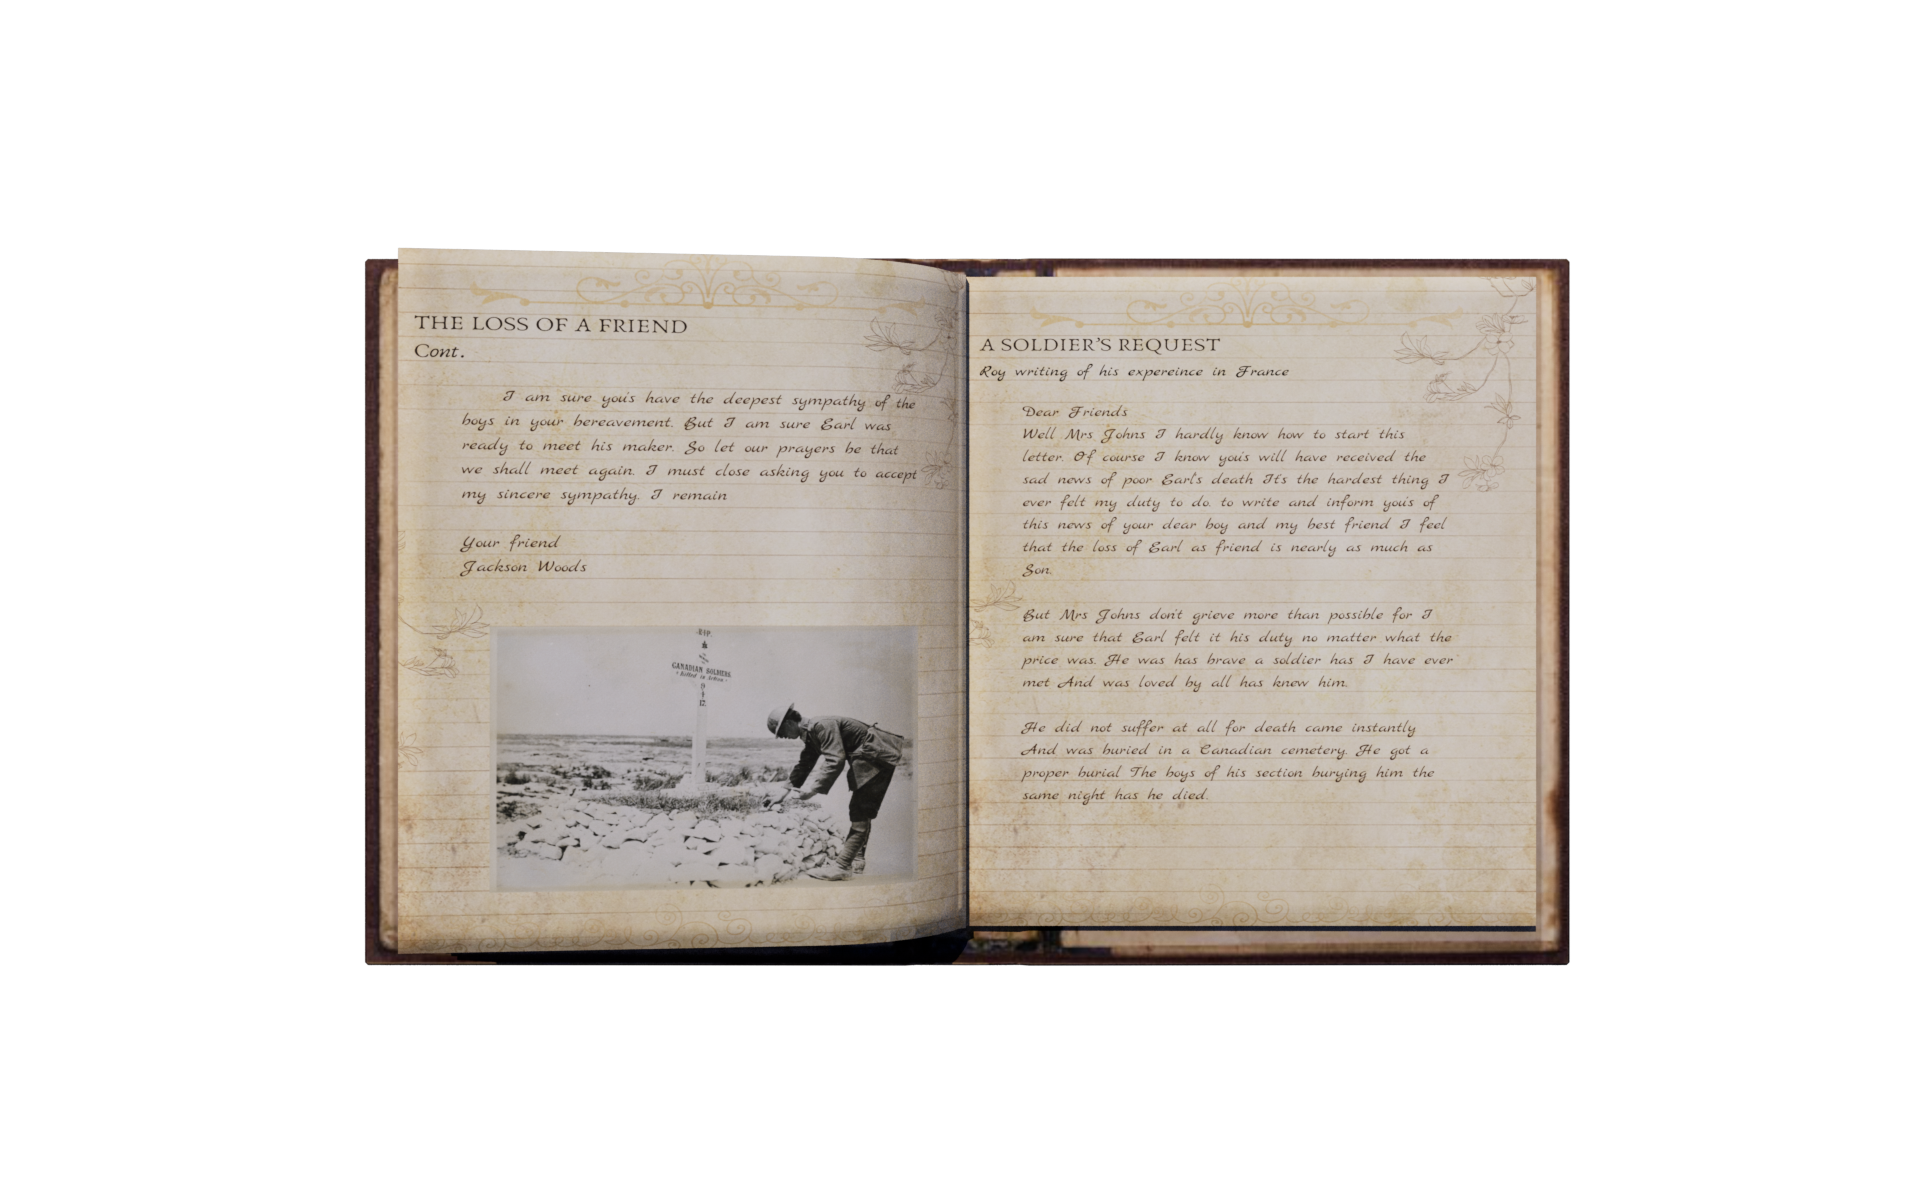 THE LOSS OF A FRIEND
Cont.
I am sure you's have the deepest sympathy of the
boys in your bereavement. But I am sure Earl was
ready to meet his maker. So let our prayers be that
we shall meet again. I must close asking you to accept
my sincere sympathy. I remain
Your friend
Jackson Woods
R.I.P.
CANADIAN SOLDIERS
Killed in Action
12.
A SOLDIER'S REQUEST
Roy writing of his expereince in France
Dear Friends
Well Mrs Johns I hardly know how to start this
letter. Of course I know you's will have received the
sad news of poor Earl's death It's the hardest thing I
ever felt my duty to do. to write and inform you's of
this news of your dear boy and my best friend I feel
that the loss of Earl as friend is nearly as much as
Son.
But Mrs Johns don't grieve more than possible for I
am sure that Earl felt it his duty no matter what the
price was. He was has brave a soldier has I have ever
met And was loved by all has knew him.
He did not suffer at all for death came instantly
And was buried in a Canadian cemetery. He got a
proper burial The boys of his section burying him the
same night has he died.